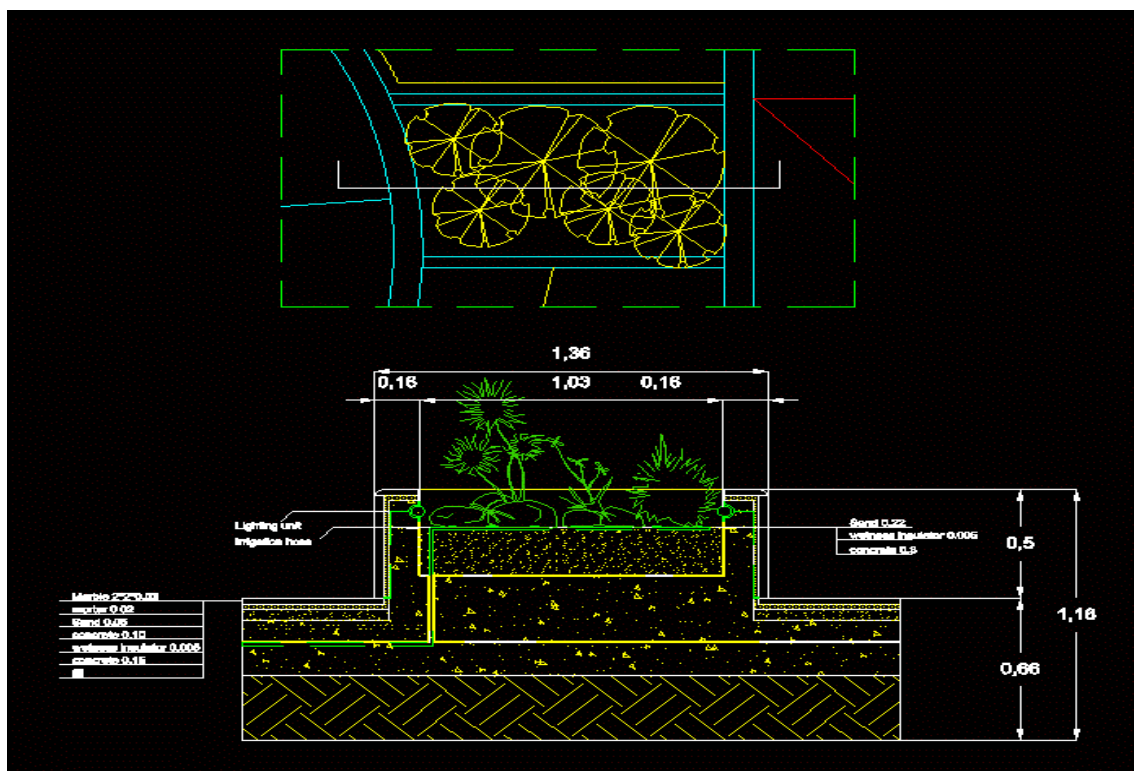 1,36
0,16 1,03 0,16
Lighting unit
Irrigation hose
Sand 0.22
wetness insulator 0.005
concrete 0.3
0,5
1,16
0,66
Marble 2*2*0.03
mortar 0.02
Sand 0.05
concrete 0.10
wetness insulator 0.005
concrete 0.15
fill